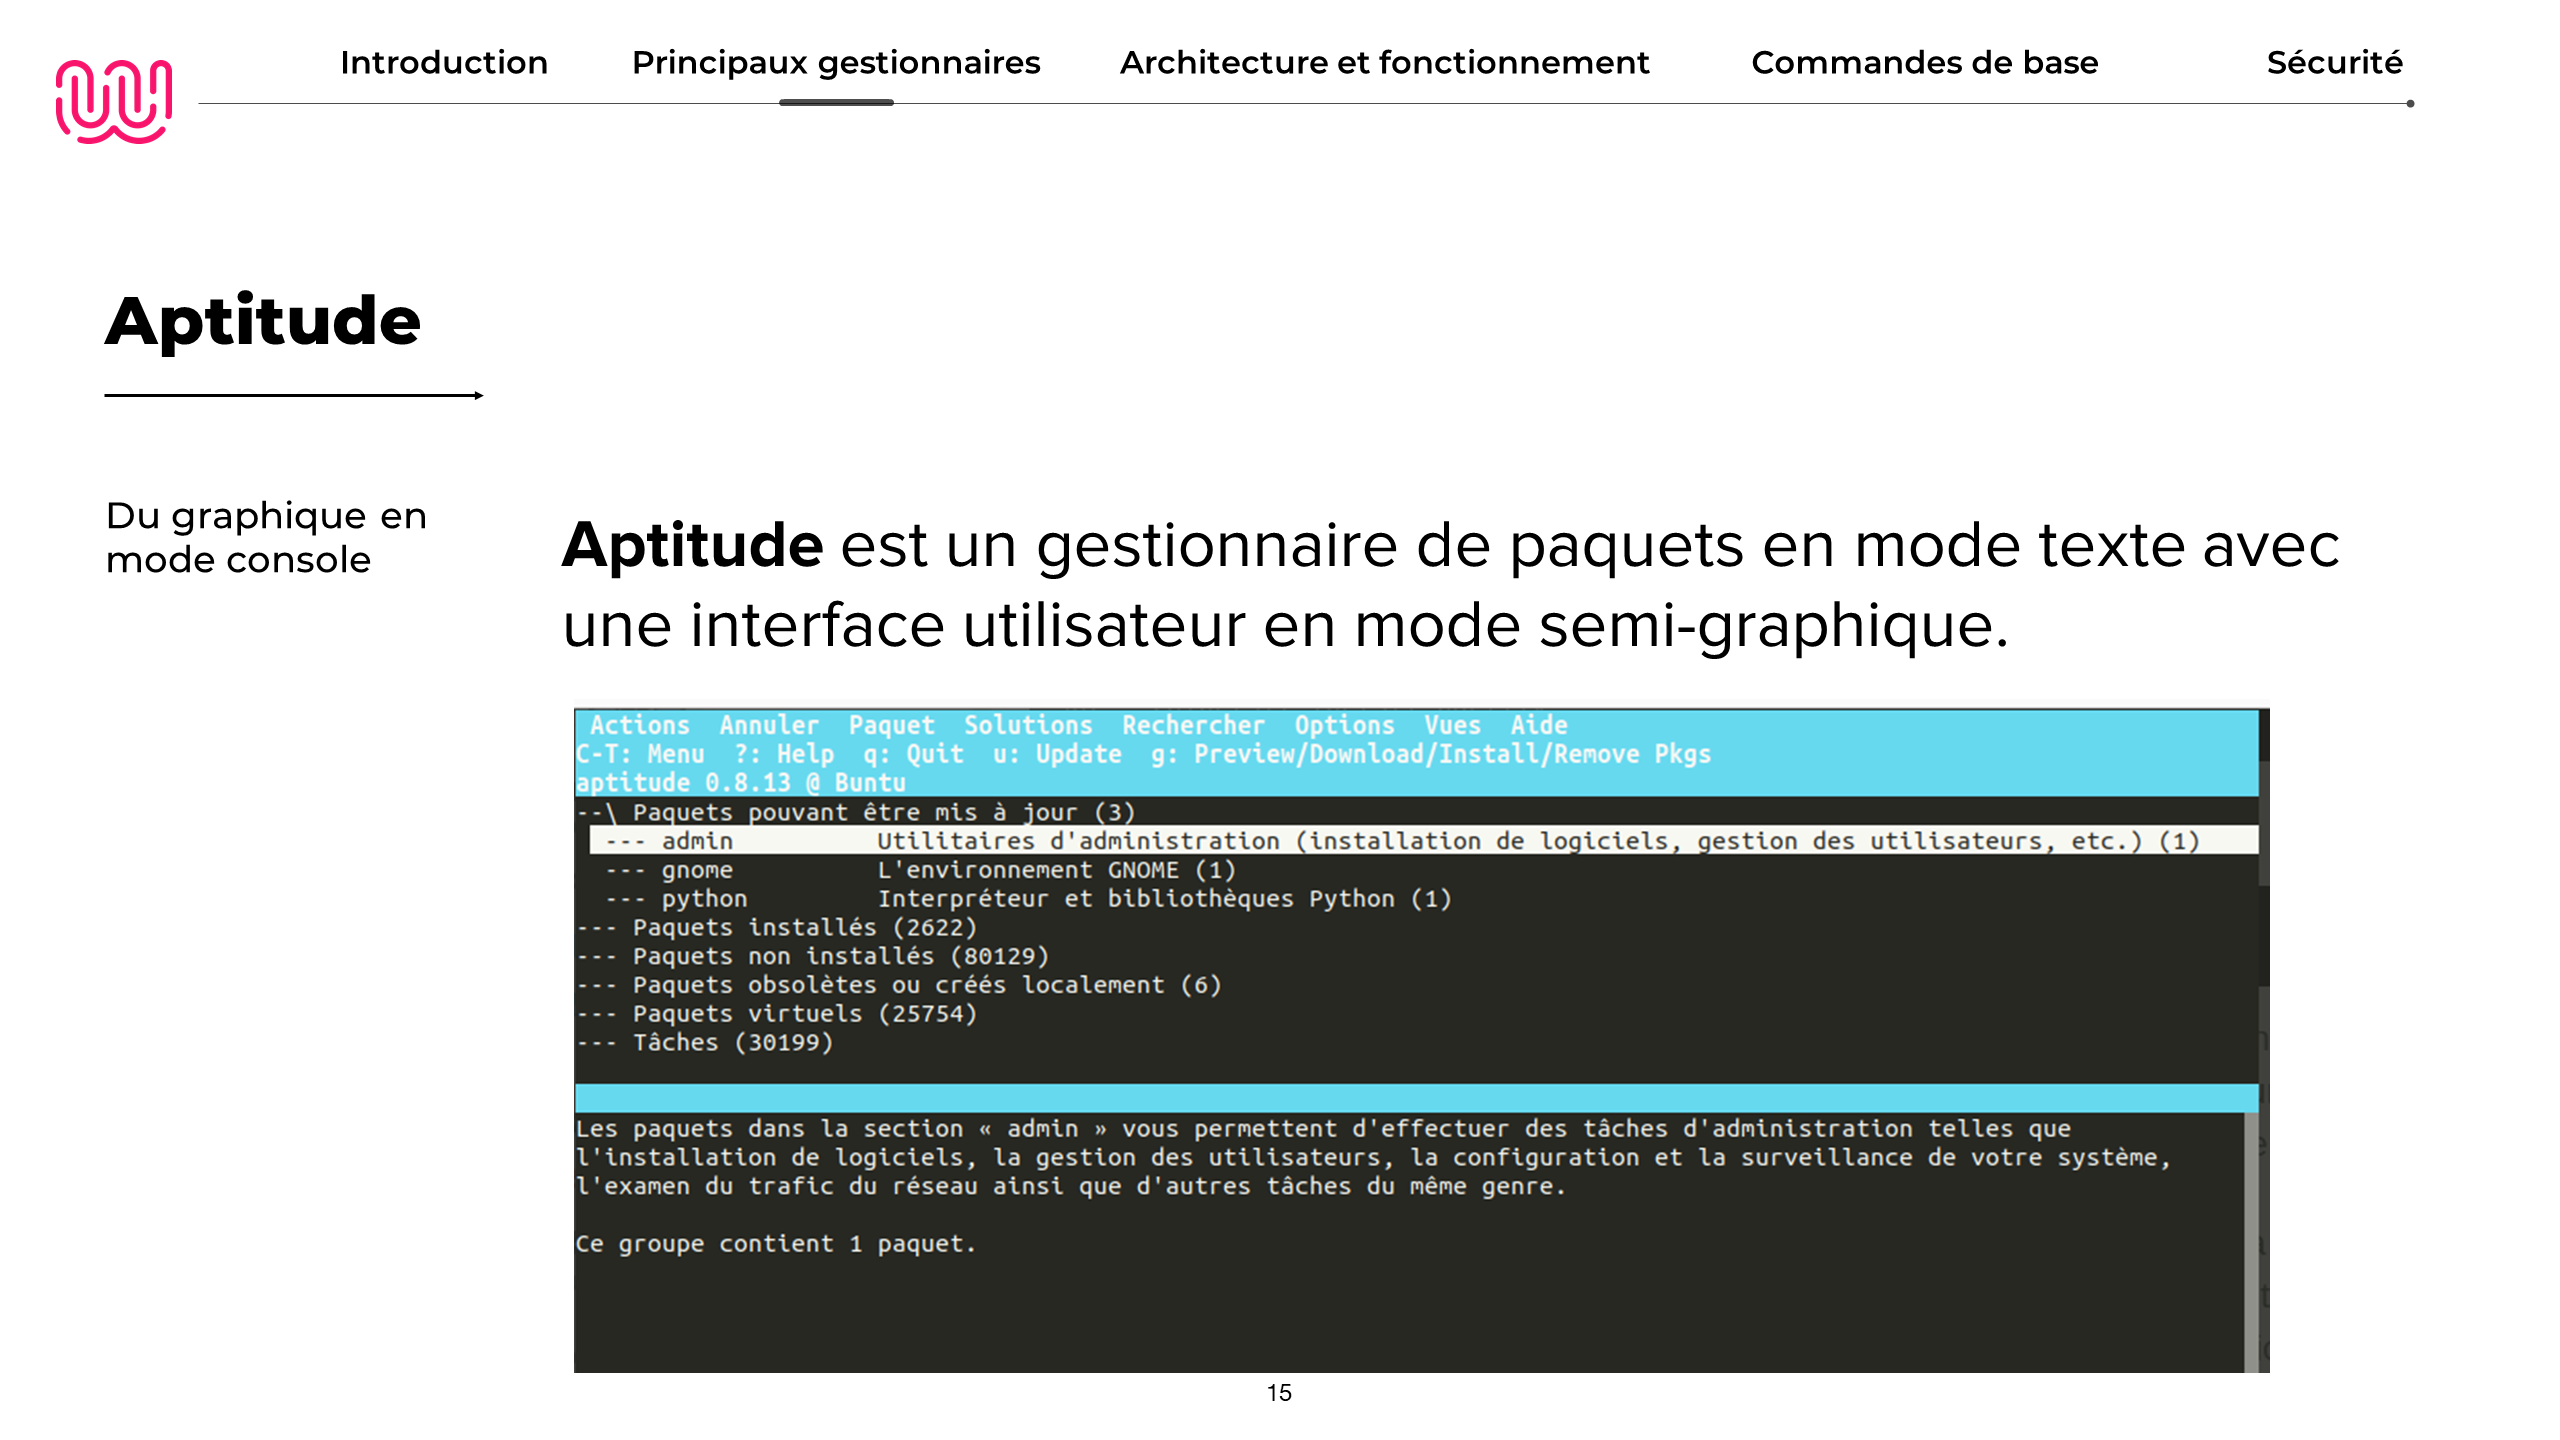 Introduction Principaux gestionnaires Architecture et fonctionnement Commandes de base Sécurité
Aptitude
Du graphique en
mode console
Aptitude est un gestionnaire de paquets en mode texte avec
une interface utilisateur en mode semi-graphique.
Actions Annuler Paquet Solutions Rechercher Options Vues Aide
C-T: Menu ?: Help q: Quit u: Update g: Preview/Download/Install/Remove Pkgs
aptitude 0.8.13 @ Buntu
--\ Paquets pouvant être mis à jour (3)
--- admin Utilitaires d'administration (installation de logiciels, gestion des utilisateurs, etc.) (1)
--- gnome L'environnement GNOME (1)
--- python Interpréteur et bibliothèques Python (1)
--- Paquets installés (2622)
--- Paquets non installés (80129)
--- Paquets obsolètes ou créés localement (6)
--- Paquets virtuels (25754)
--- Tâches (30199)
Les paquets dans la section « admin » vous permettent d'effectuer des tâches d'administration telles que
l'installation de logiciels, la gestion des utilisateurs, la configuration et la surveillance de votre système,
l'examen du trafic du réseau ainsi que d'autres tâches du même genre.
Ce groupe contient 1 paquet.
15